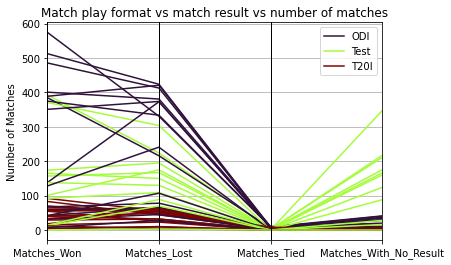 Match play format vs match result vs number of matches
Number of Matches
600
500
400
300
200
100
0
ODI
Test
T20I
Matches_Won
Matches_Lost
Matches_Tied
Matches_With_No_Result